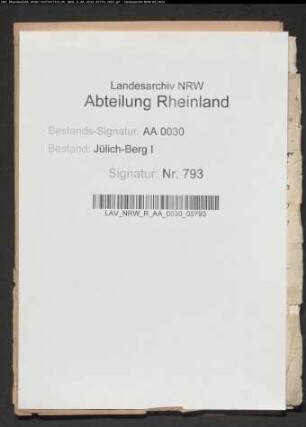 Landesarchiv NRW
Abteilung Rheinland
Bestands-Signatur: AA 0030
Bestand: Jülich-Berg I
Signatur: Nr. 793
LAV_NRW_R_AA_0030_00793